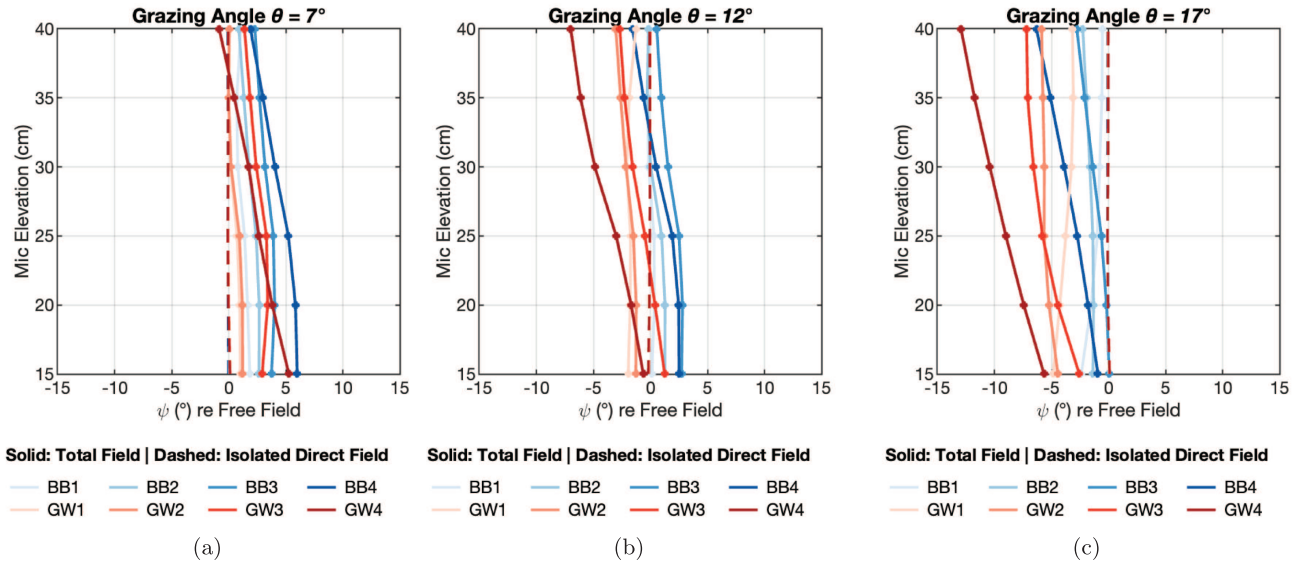 Grazing Angle θ = 7°
40
35
30
25
20
15
-15 -10 -5 0 5 10 15
Mic Elevation (cm)
ψ (°) re Free Field
Solid: Total Field | Dashed: Isolated Direct Field
BB1 BB2 BB3 BB4
GW1 GW2 GW3 GW4
(a)
Grazing Angle θ = 12°
40
35
30
25
20
15
-15 -10 -5 0 5 10 15
Mic Elevation (cm)
ψ (°) re Free Field
Solid: Total Field | Dashed: Isolated Direct Field
BB1 BB2 BB3 BB4
GW1 GW2 GW3 GW4
(b)
Grazing Angle θ = 17°
40
35
30
25
20
15
-15 -10 -5 0 5 10 15
Mic Elevation (cm)
ψ (°) re Free Field
Solid: Total Field | Dashed: Isolated Direct Field
BB1 BB2 BB3 BB4
GW1 GW2 GW3 GW4
(c)